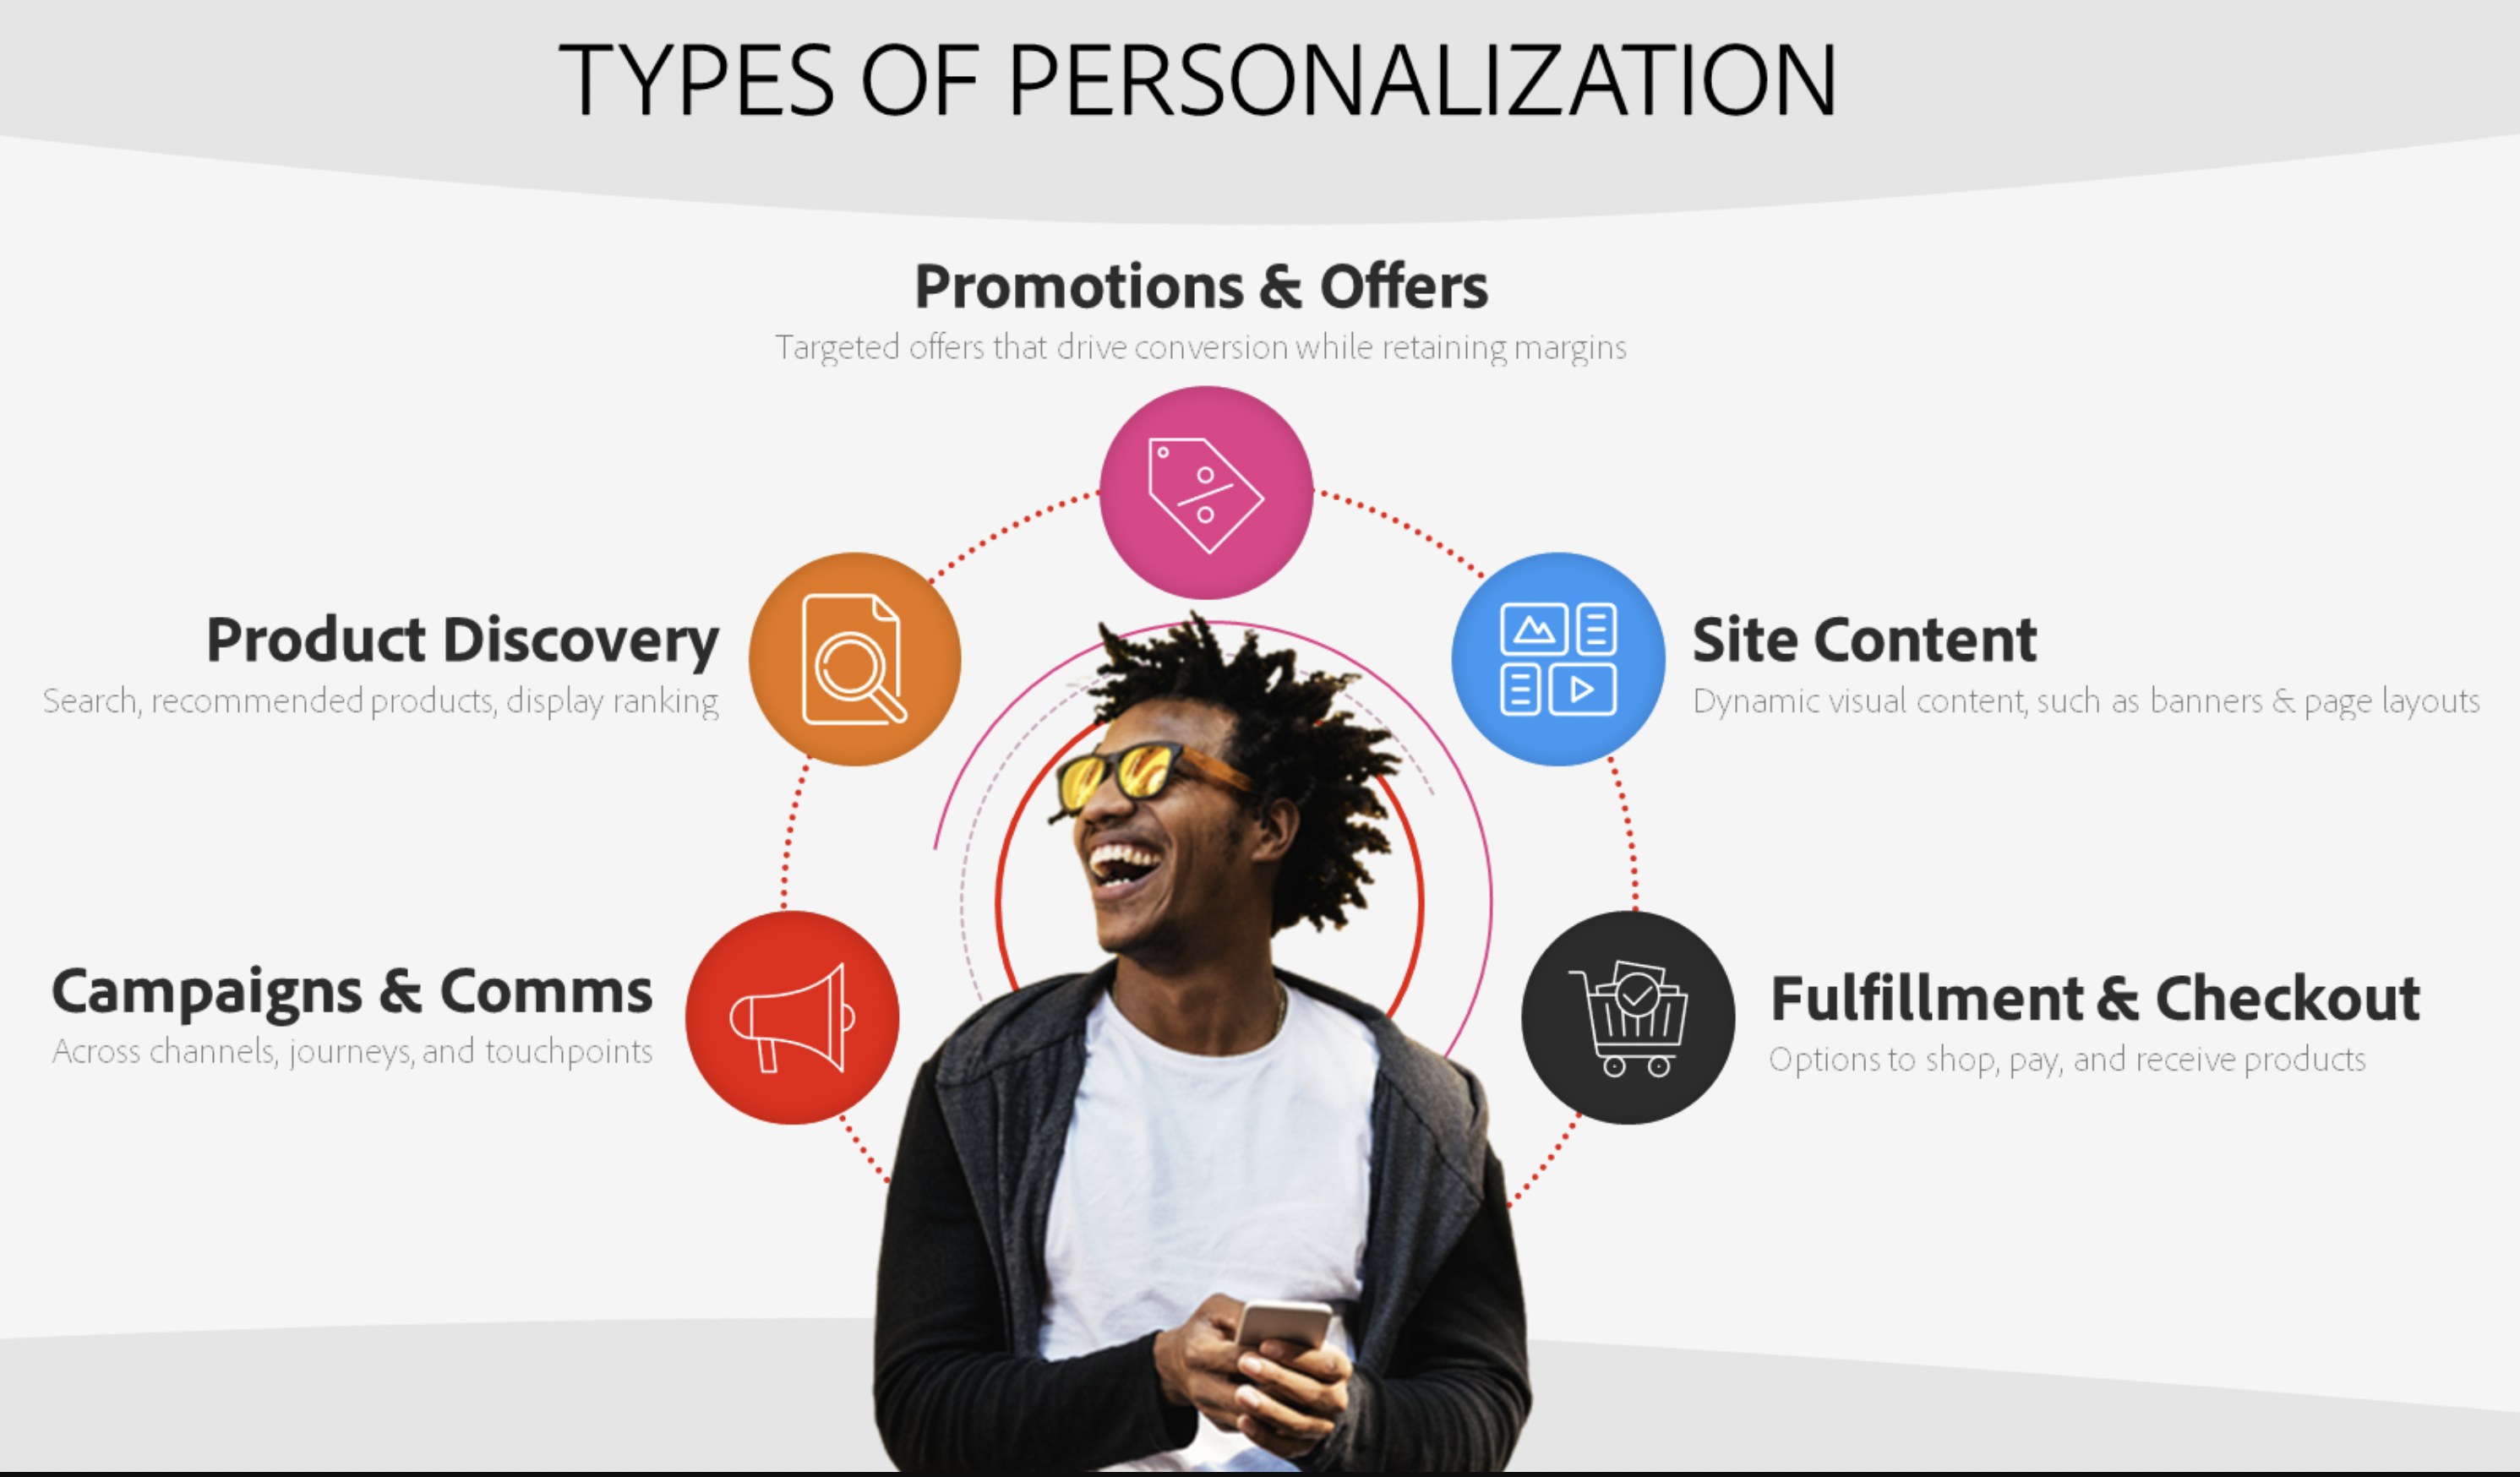 TYPES OF PERSONALIZATION
Promotions & Offers
Targeted offers that drive conversion while retaining margins
Product Discovery
Search, recommended products, display ranking
Site Content
Dynamic visual content, such as banners & page layouts
Campaigns & Comms
Across channels, journeys, and touchpoints
Fulfillment & Checkout
Options to shop, pay, and receive products